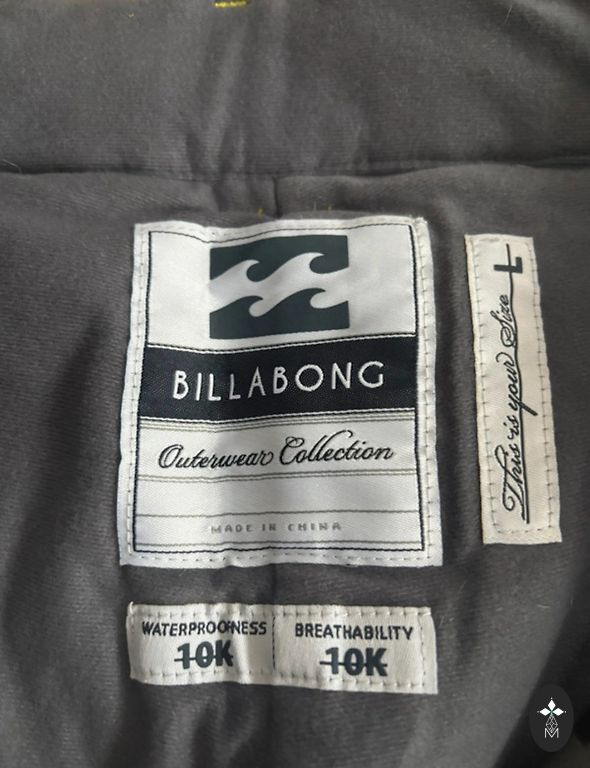 BILLABONG
Outerwear Collection
MADE IN CHINA
This is your Size L
WATERPROOFNESS
10K
BREATHABILITY
10K
M